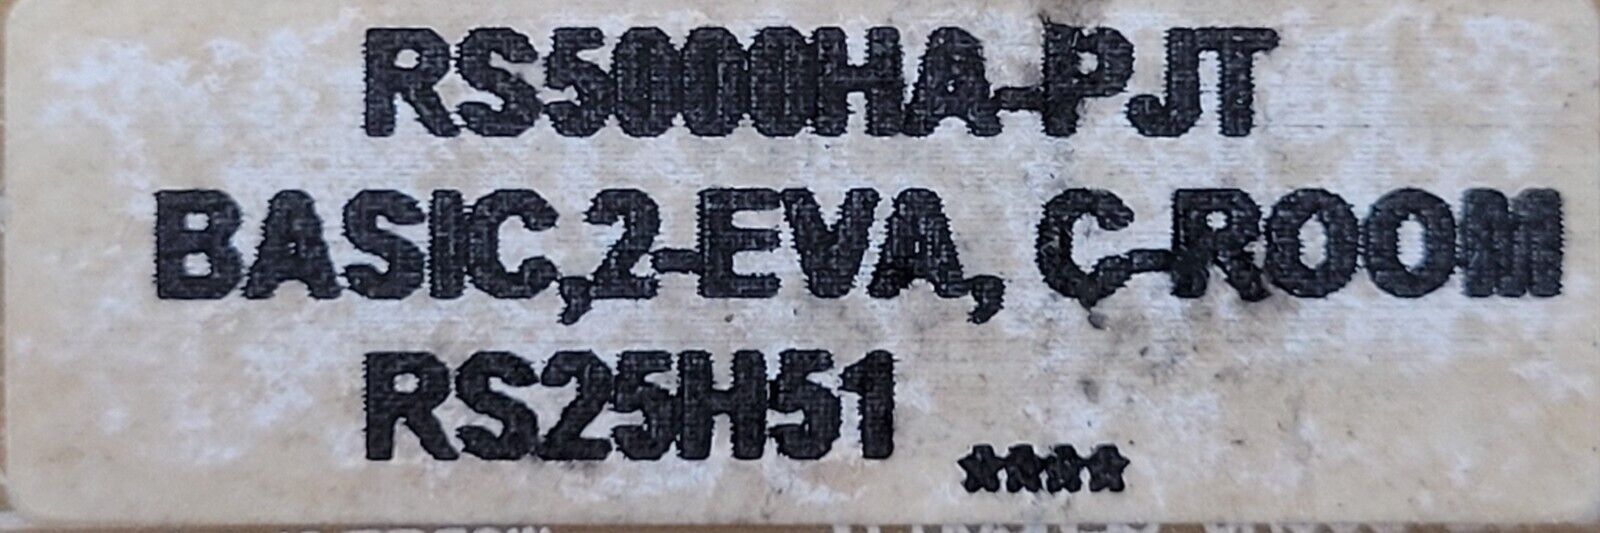 RS5000HA-PJT
BASIC,2-EVA, C-ROOM
RS25H51
****